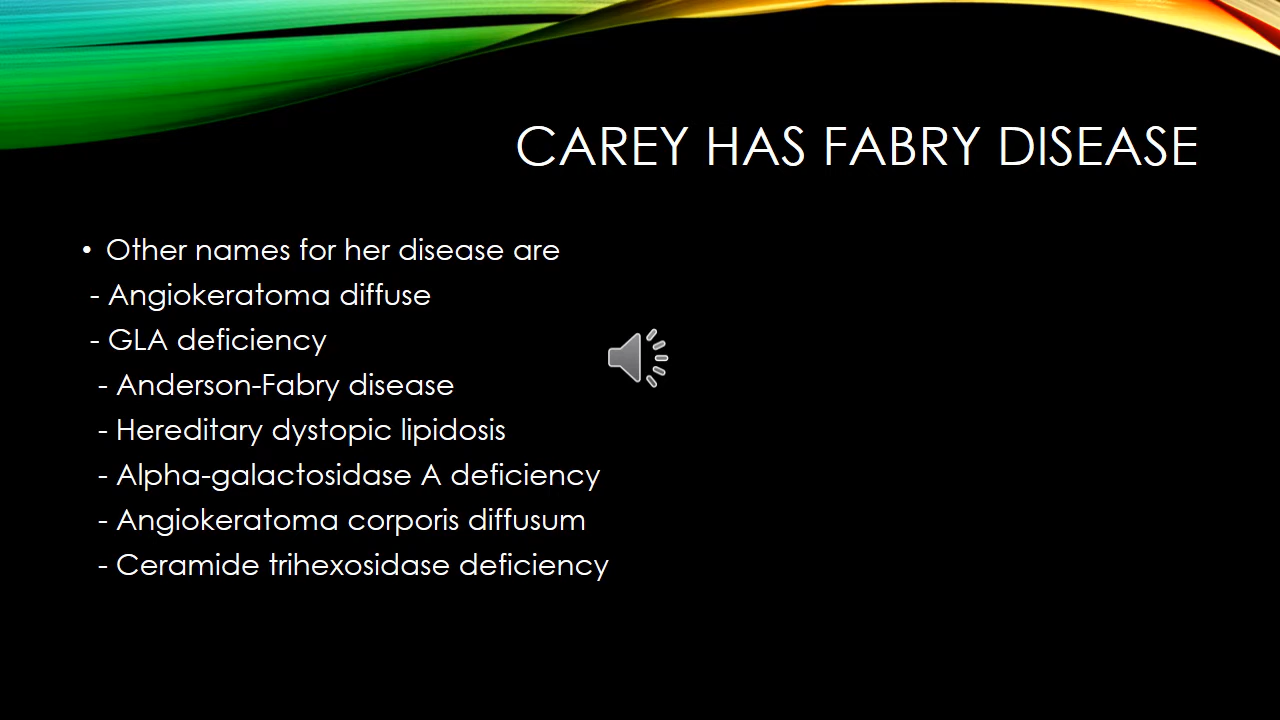 CAREY HAS FABRY DISEASE
• Other names for her disease are
- Angiokeratoma diffuse
- GLA deficiency
- Anderson-Fabry disease
- Hereditary dystopic lipidosis
- Alpha-galactosidase A deficiency
- Angiokeratoma corporis diffusum
- Ceramide trihexosidase deficiency